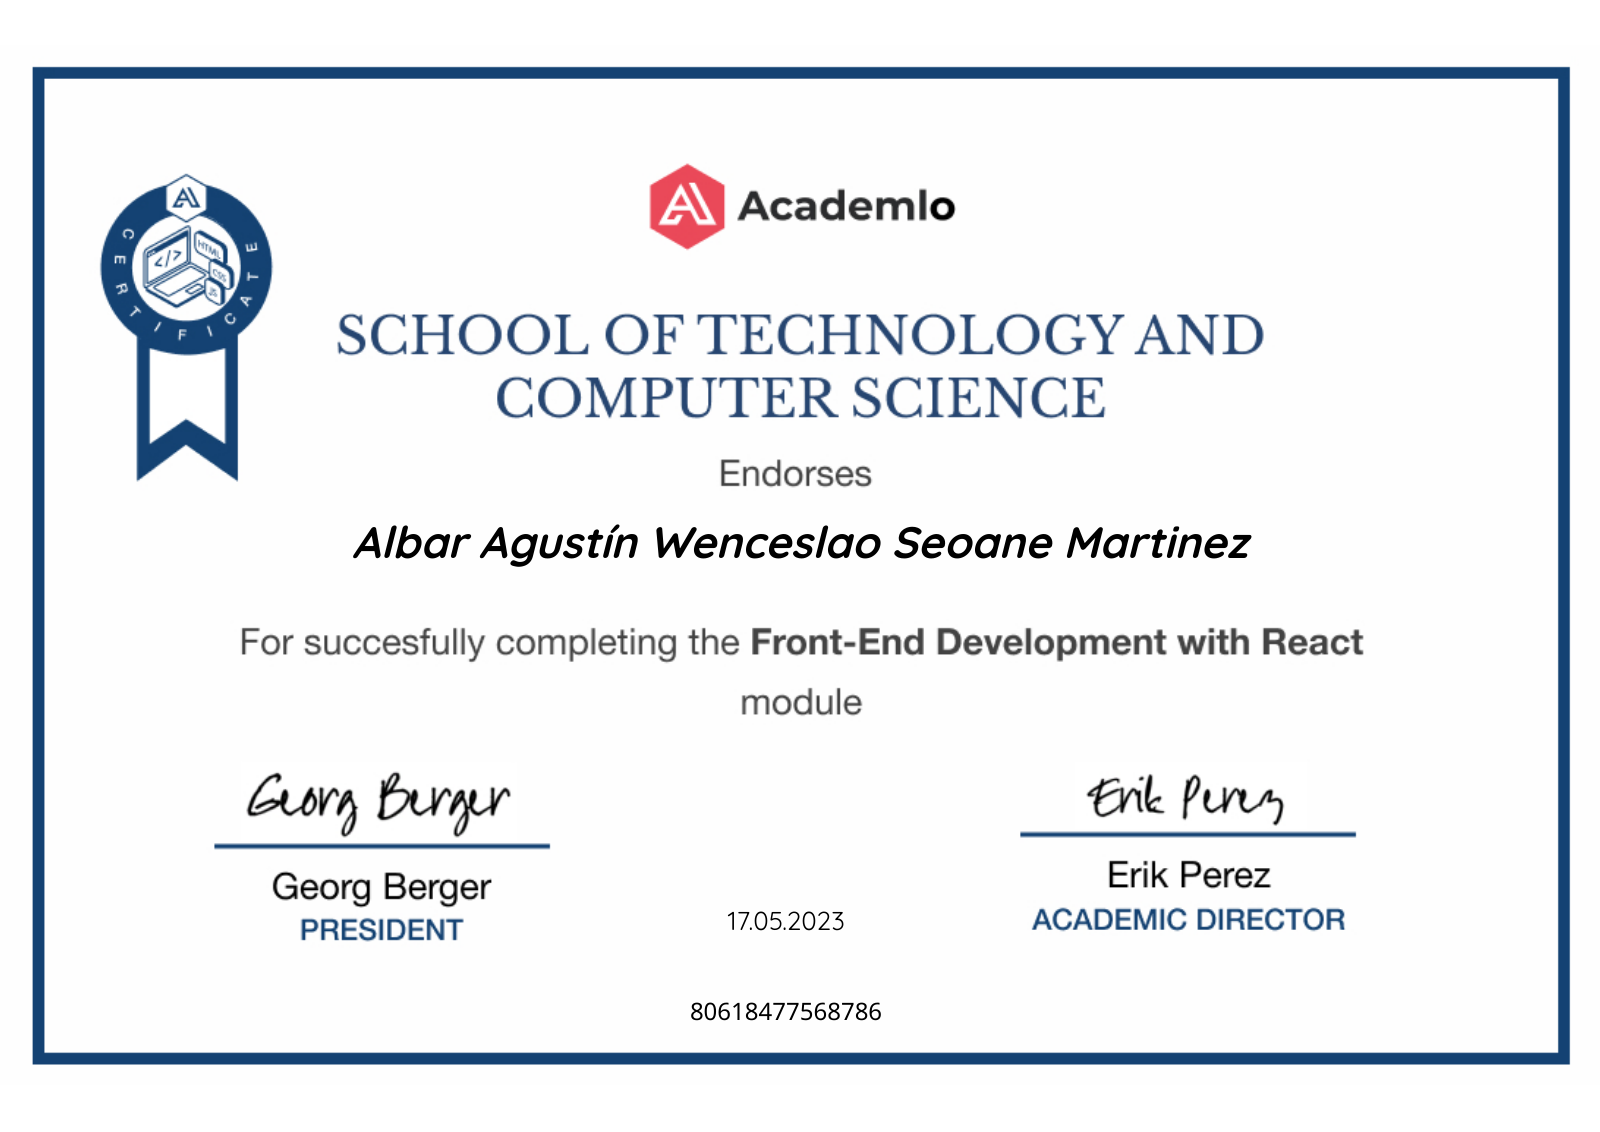 Academlo
CERTIFICATE
</>
HTML
CSS
JS
SCHOOL OF TECHNOLOGY AND
COMPUTER SCIENCE
Endorses
Albar Agustín Wenceslao Seoane Martinez
For succesfully completing the Front-End Development with React
module
Georg Berger
Georg Berger
PRESIDENT
17.05.2023
Erik Perez
Erik Perez
ACADEMIC DIRECTOR
80618477568786